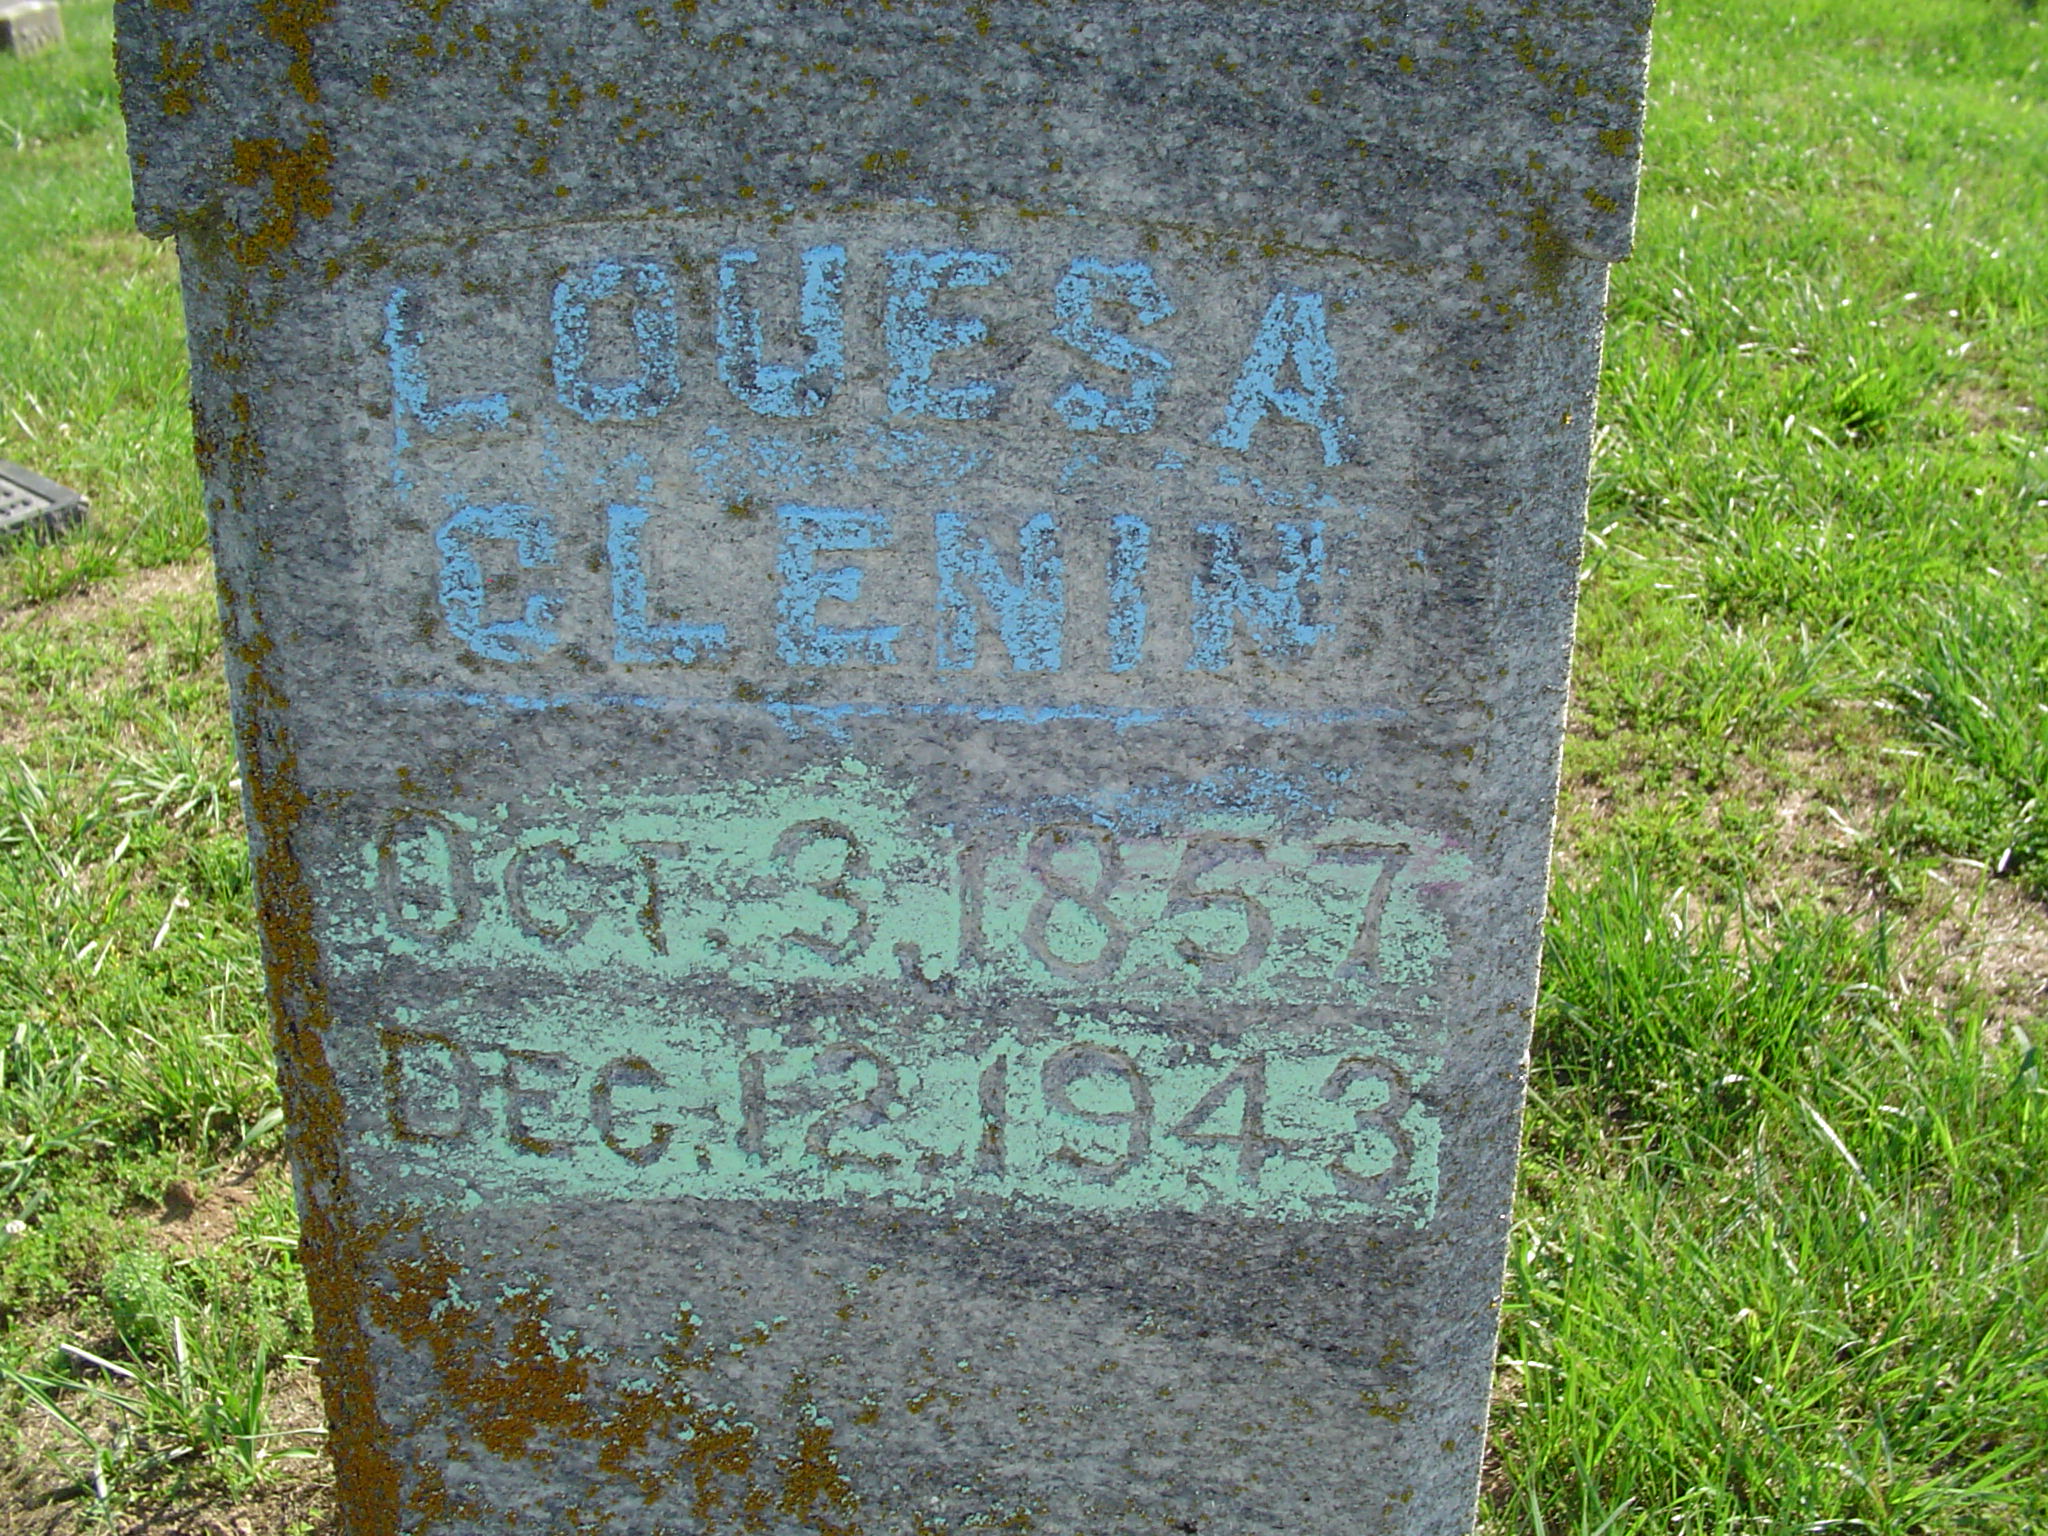 LOUESA
CLENIN
OCT. 3, 1857
DEC. 12, 1943